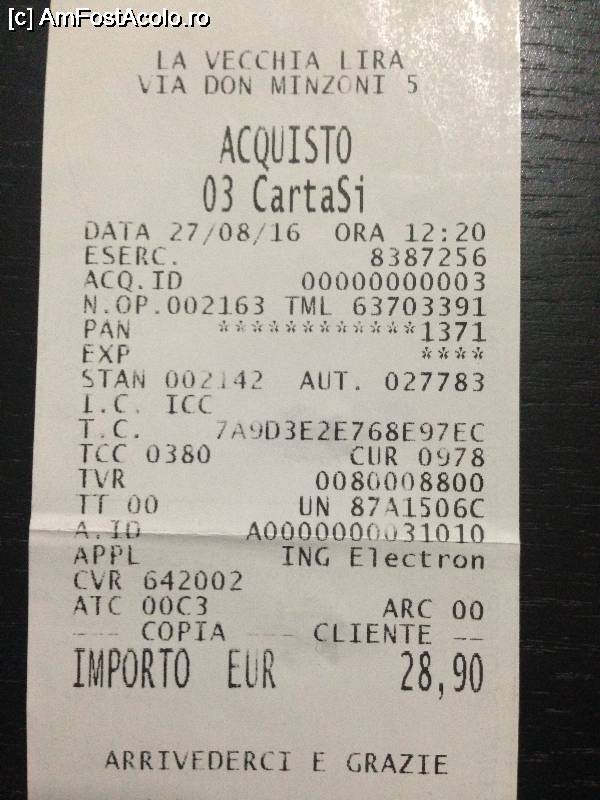 [c] AmFostAcolo.ro
LA VECCHIA LIRA
VIA DON MINZONI 5
ACQUISTO
03 CartaSi
DATA 27/08/16 ORA 12:20
ESERC. 8387256
ACQ.ID 00000000003
N.OP.002163 TML 63703391
PAN ************1371
EXP ****
STAN 002142 AUT. 027783
I.C. ICC
T.C. 7A9D3E2E768E97EC
TCC 0380 CUR 0978
TVR 0080008800
TT 00 UN 87A1506C
A.ID A0000000031010
APPL ING Electron
CVR 642002
ATC 00C3 ARC 00
--- COPIA --- CLIENTE --
IMPORTO EUR 28,90
ARRIVEDERCI E GRAZIE